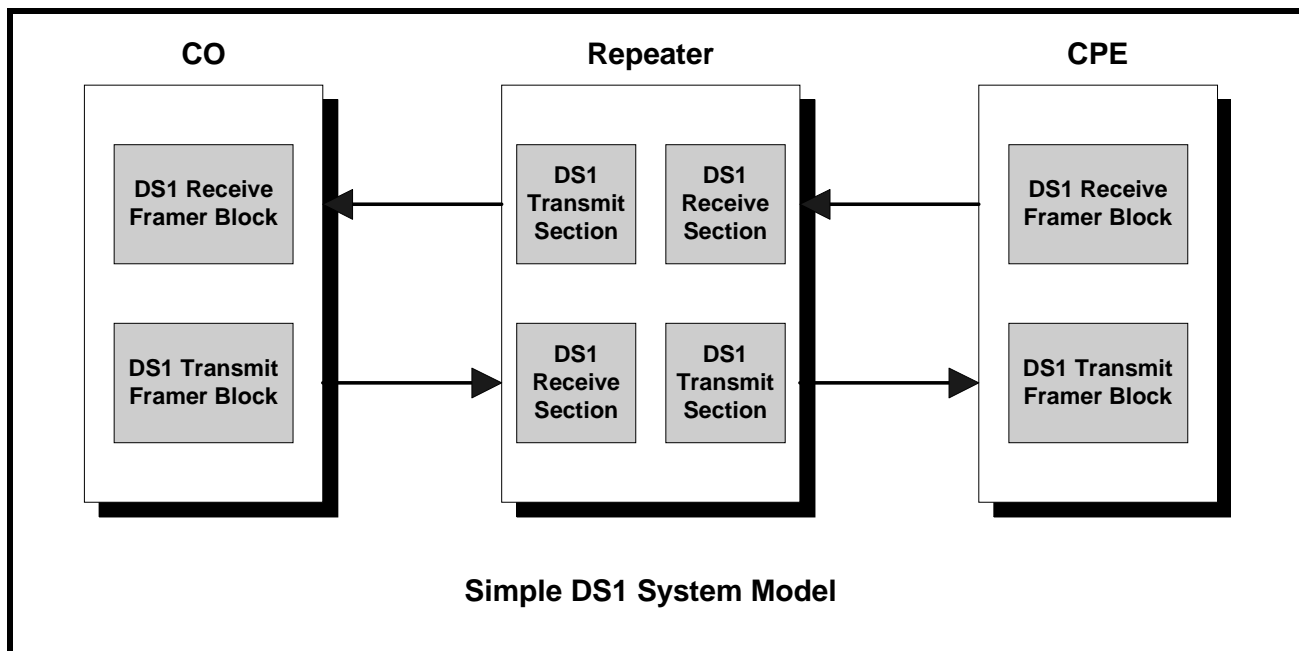 CO
Repeater
CPE
DS1 Receive
Framer Block
DS1
Transmit
Section
DS1
Receive
Section
DS1 Receive
Framer Block
DS1 Transmit
Framer Block
DS1
Receive
Section
DS1
Transmit
Section
DS1 Transmit
Framer Block
Simple DS1 System Model